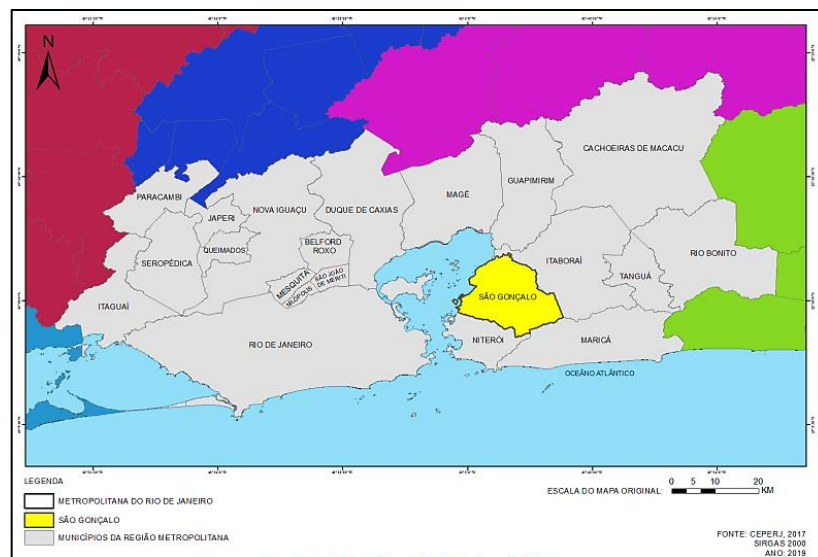 N
CACHOEIRAS DE MACACU
PARACAMBI
NOVA IGUAÇU
DUQUE DE CAXIAS
MAGÉ
GUAPIMIRIM
JAPERI
QUEIMADOS
BELFORD
ROXO
SEROPÉDICA
ITABORAÍ
RIO BONITO
TANGUÁ
MESQUITA
NILÓPOLIS
SÃO JOÃO
DE MERITI
SÃO GONÇALO
ITAGUAÍ
RIO DE JANEIRO
NITERÓI
MARICÁ
OCEÂNO ATLÂNTICO
LEGENDA
METROPOLITANA DO RIO DE JANEIRO
SÃO GONÇALO
MUNICÍPIOS DA REGIÃO METROPOLITANA
ESCALA DO MAPA ORIGINAL:
0 5 10 20
KM
FONTE: CEPERJ, 2017
SIRGAS 2000
ANO: 2019